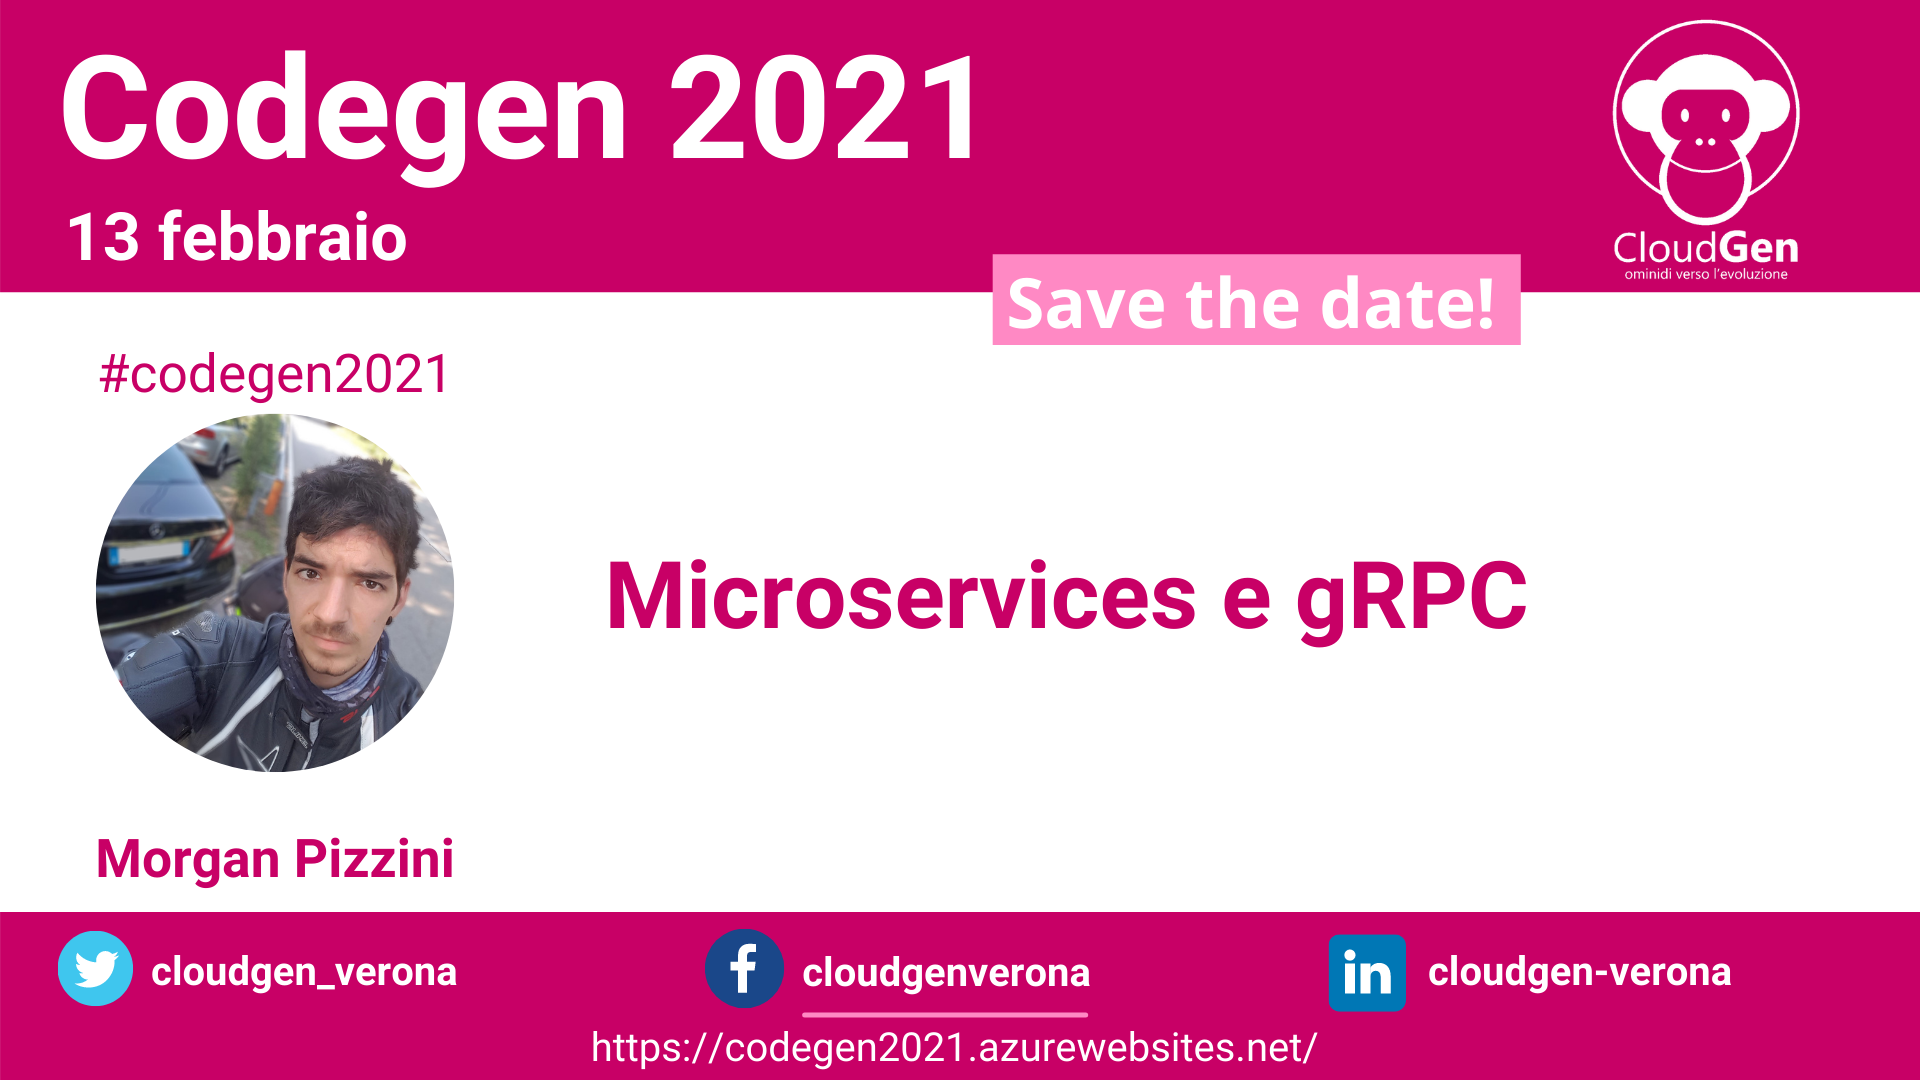 Codegen 2021
13 febbraio
CloudGen
ominidi verso l'evoluzione
Save the date!
#codegen2021
Microservices e gRPC
Morgan Pizzini
cloudgen_verona
cloudgenverona
in cloudgen-verona
https://codegen2021.azurewebsites.net/